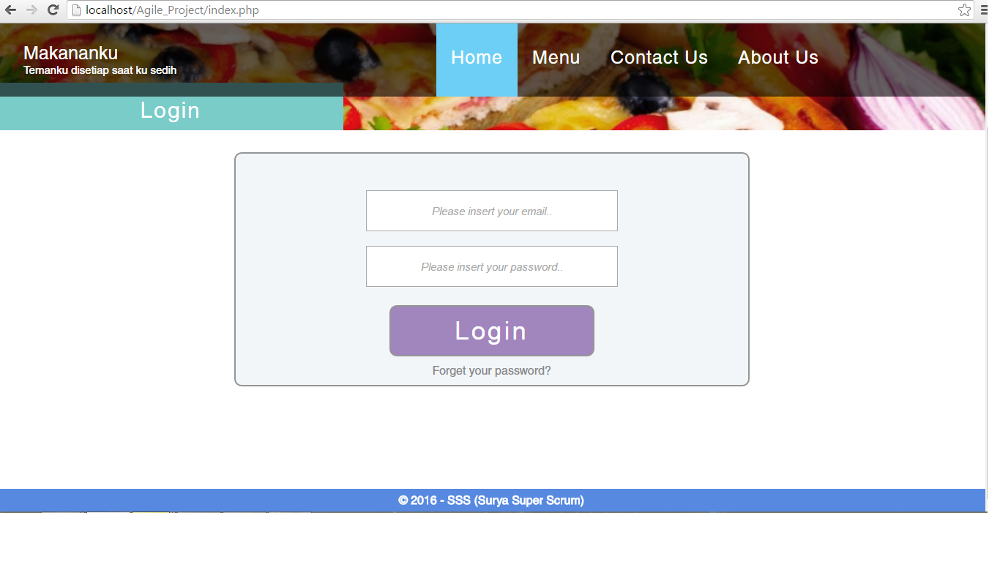 localhost/Agile_Project/index.php
Makananku
Temanku disetiap saat ku sedih
Home Menu Contact Us About Us
Login
Please insert your email..
Please insert your password..
Login
Forget your password?
© 2016 - SSS (Surya Super Scrum)